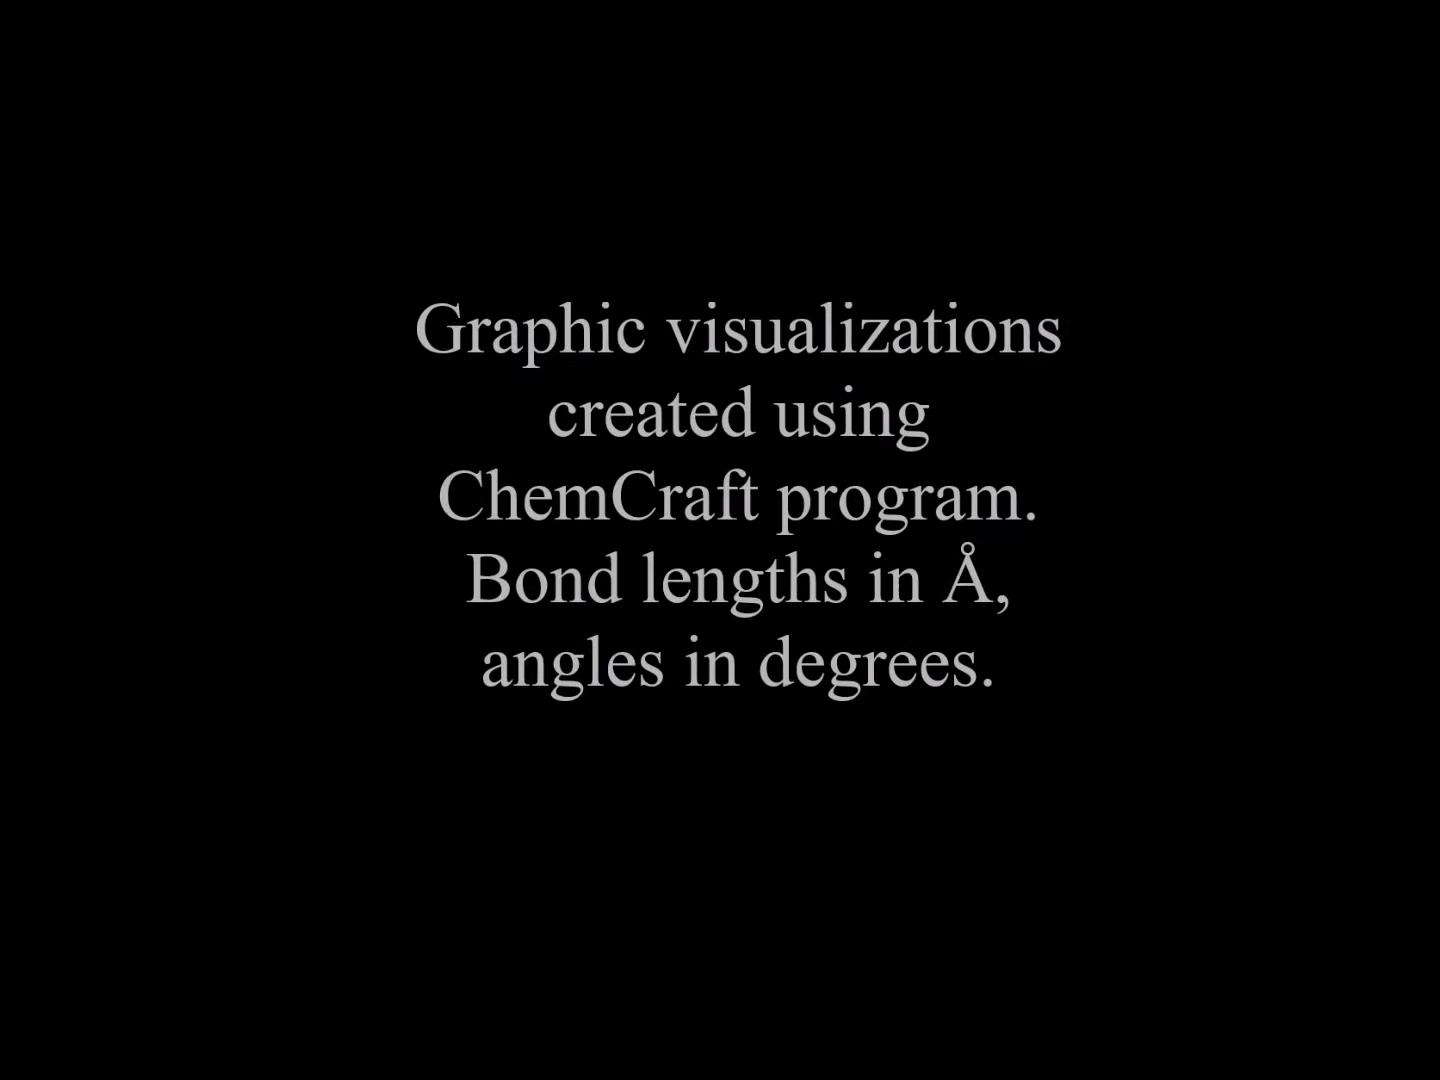 Graphic visualizations
created using
ChemCraft program.
Bond lengths in Å,
angles in degrees.